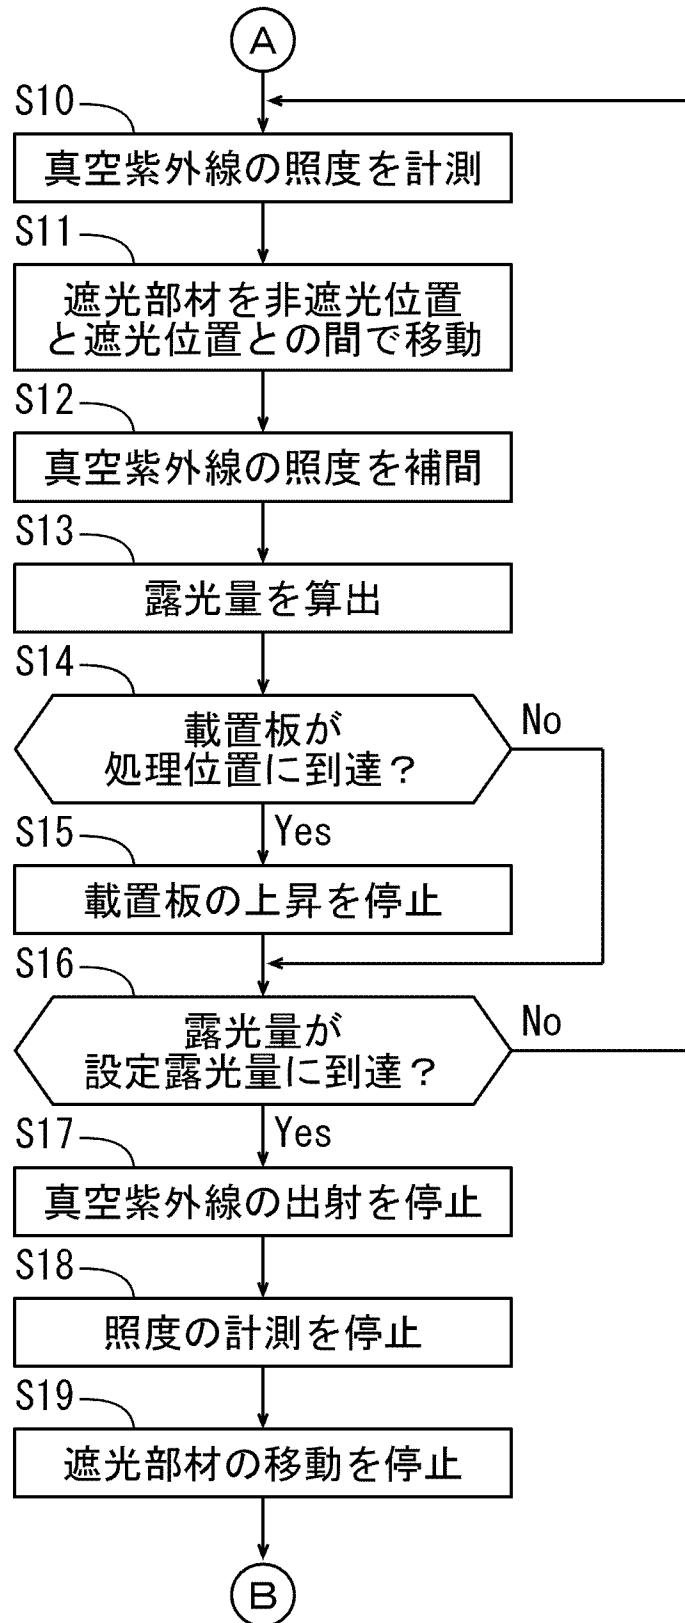 A
S10
真空紫外線の照度を計測
S11
遮光部材を非遮光位置
と遮光位置との間で移動
S12
真空紫外線の照度を補間
S13
露光量を算出
S14
載置板が
処理位置に到達？
No
Yes
S15
載置板の上昇を停止
S16
露光量が
設定露光量に到達？
No
Yes
S17
真空紫外線の出射を停止
S18
照度の計測を停止
S19
遮光部材の移動を停止
B